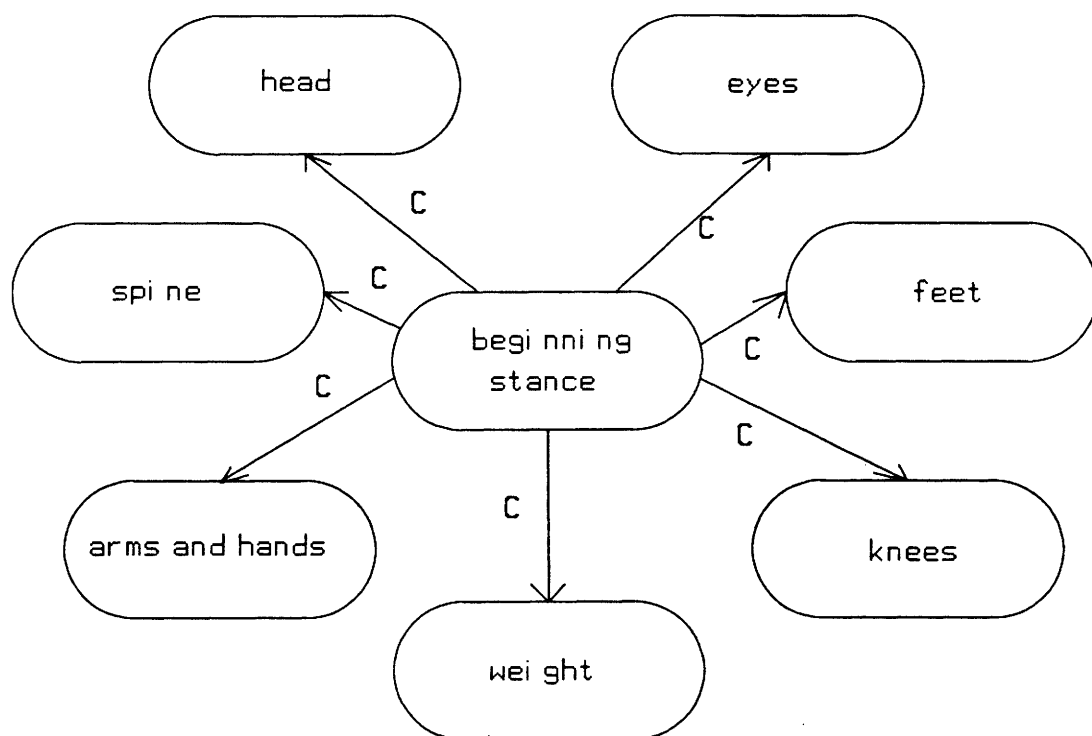 head
eyes
C
C
spine
C
feet
beginning
stance
C
C
C
C
arms and hands
knees
weight